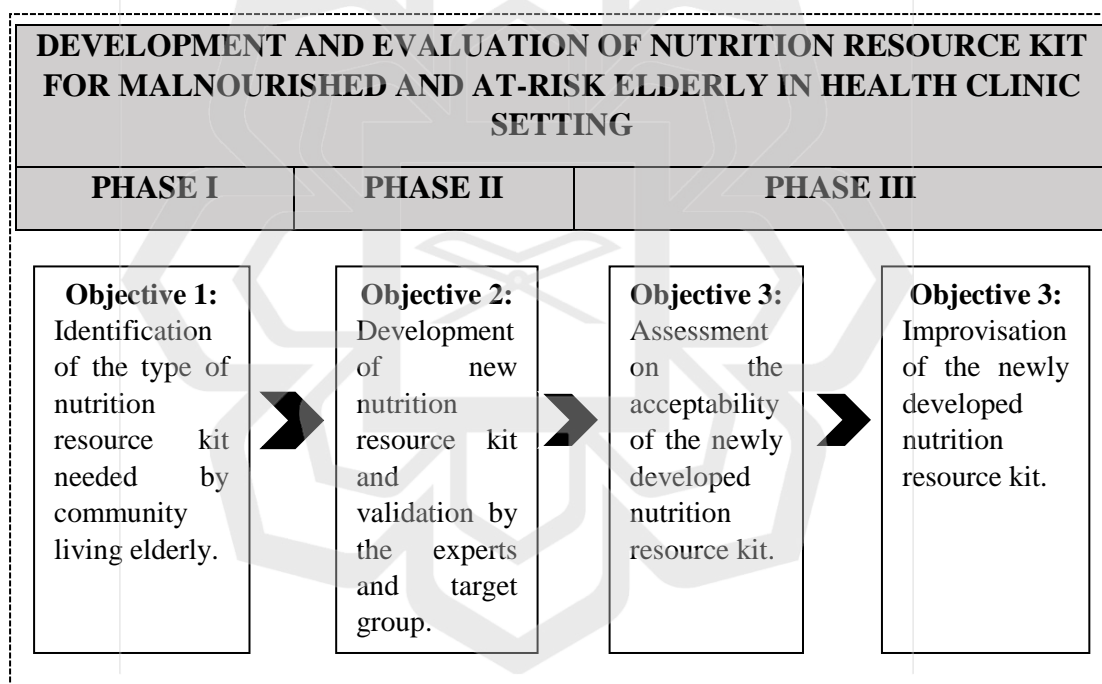 DEVELOPMENT AND EVALUATION OF NUTRITION RESOURCE KIT
FOR MALNOURISHED AND AT-RISK ELDERLY IN HEALTH CLINIC
SETTING
PHASE I
PHASE II
PHASE III
Objective 1:
Identification
of the type of
nutrition
resource kit
needed by
community
living elderly.
Objective 2:
Development
of new
nutrition
resource kit
and
validation by
the experts
and target
group.
Objective 3:
Assessment
on the
acceptability
of the newly
developed
nutrition
resource kit.
Objective 3:
Improvisation
of the newly
developed
nutrition
resource kit.